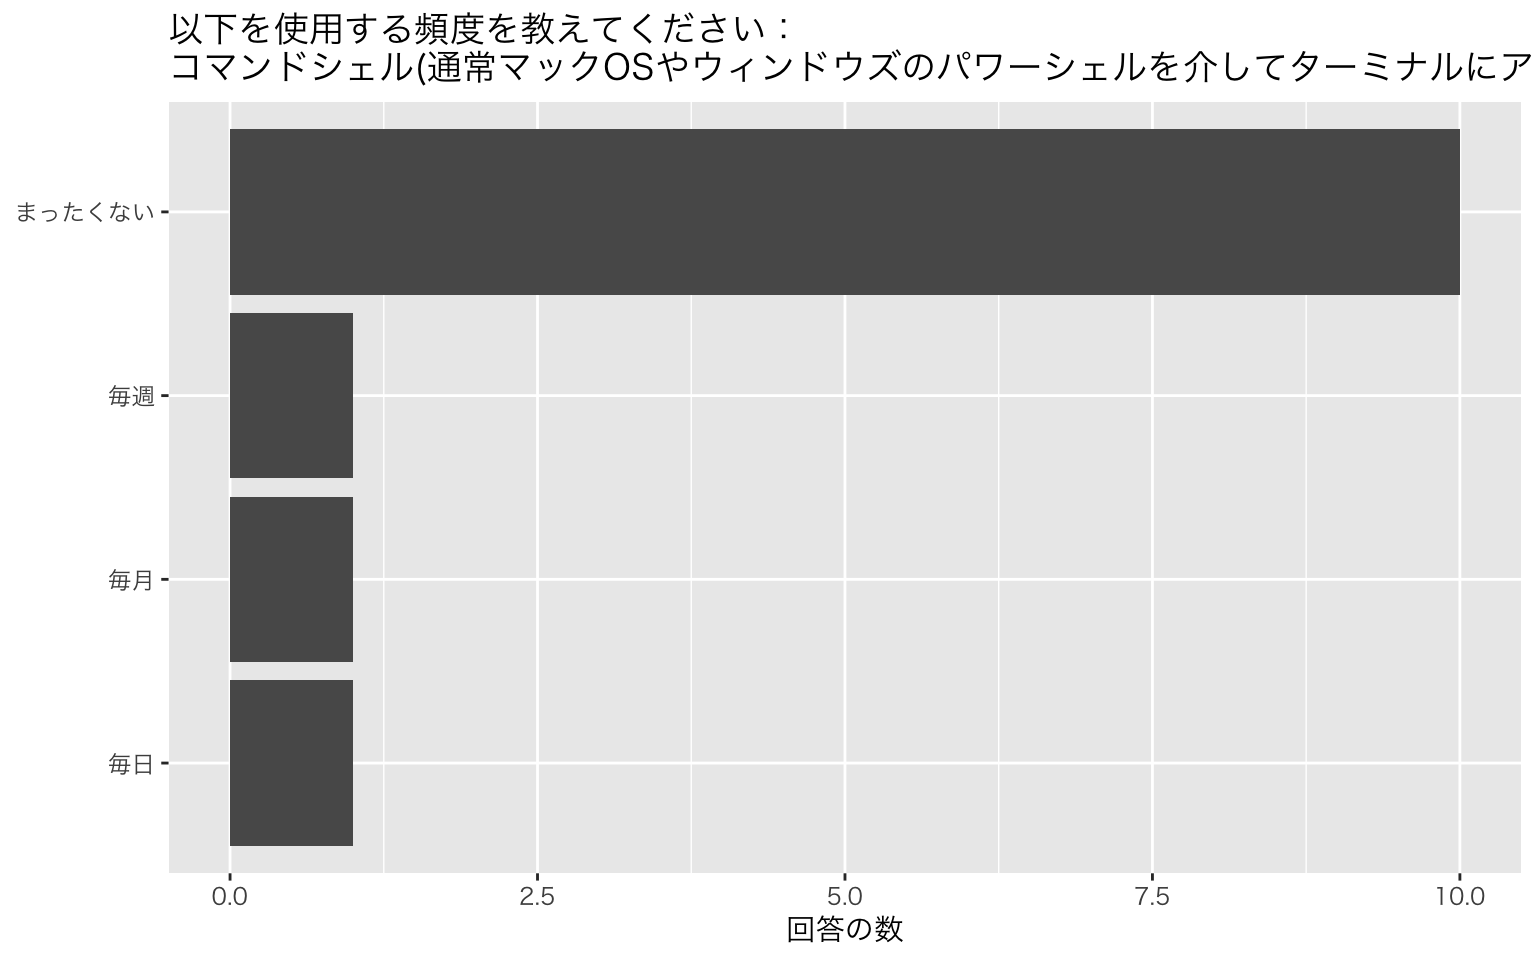 以下を使用する頻度を教えてください：
コマンドシェル(通常マックOSやウィンドウズのパワーシェルを介してターミナルにア
まったくない
毎週
毎月
毎日
0.0
2.5
5.0
7.5
10.0
回答の数